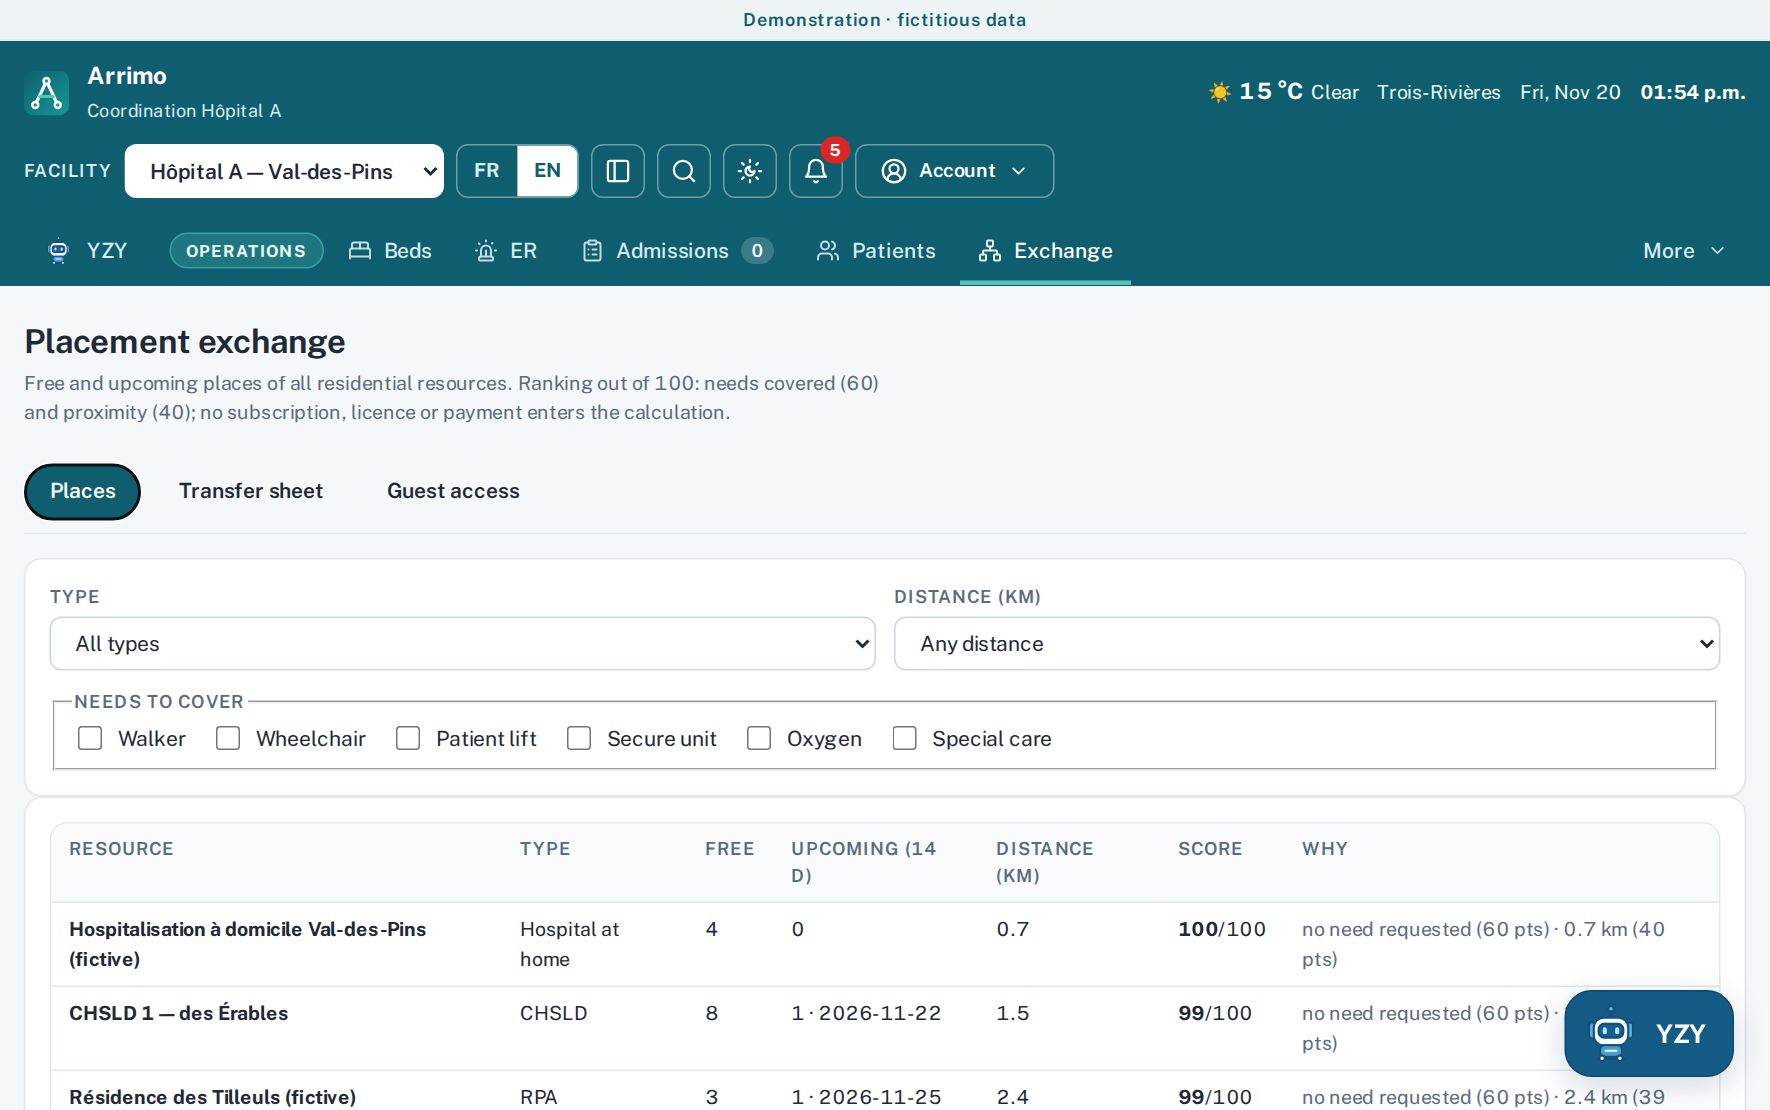 Demonstration · fictitious data
Arrimo
Coordination Hôpital A
15 °C Clear Trois-Rivières Fri, Nov 20 01:54 p.m.
FACILITY Hôpital A — Val-des-Pins FR EN 5 Account
YZY OPERATIONS Beds ER Admissions 0 Patients Exchange More
Placement exchange
Free and upcoming places of all residential resources. Ranking out of 100: needs covered (60)
and proximity (40); no subscription, licence or payment enters the calculation.
Places Transfer sheet Guest access
TYPE DISTANCE (KM)
All types Any distance
NEEDS TO COVER
Walker Wheelchair Patient lift Secure unit Oxygen Special care
RESOURCE TYPE FREE UPCOMING (14 DISTANCE SCORE WHY
D) (KM)
Hospitalisation à domicile Val-des-Pins Hospital at 4 0 0.7 100/100 no need requested (60 pts) · 0.7 km (40
(fictive) home pts)
CHSLD 1 — des Érables CHSLD 8 1 · 2026-11-22 1.5 99/100 no need requested (60 pts) ·
pts)
YZY
Résidence des Tilleuls (fictive) RPA 3 1 · 2026-11-25 2.4 99/100 no need requested (60 pts) · 2.4 km (39